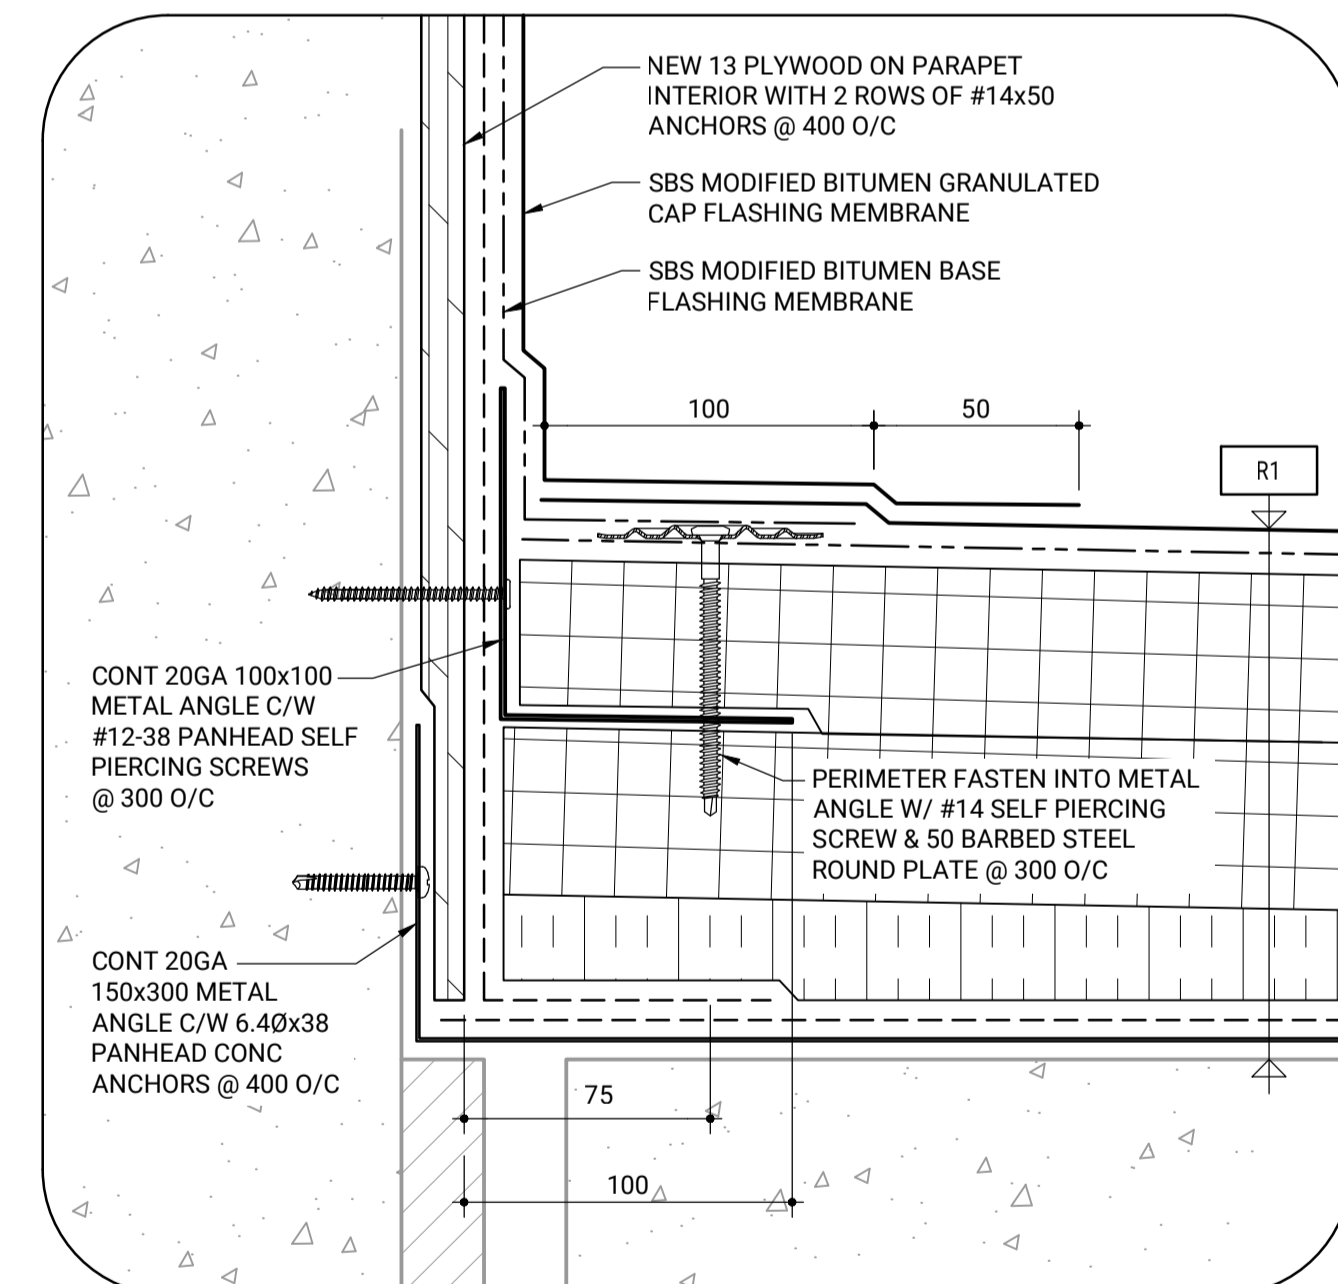 NEW 13 PLYWOOD ON PARAPET
INTERIOR WITH 2 ROWS OF #14x50
ANCHORS @ 400 O/C
SBS MODIFIED BITUMEN GRANULATED
CAP FLASHING MEMBRANE
SBS MODIFIED BITUMEN BASE
FLASHING MEMBRANE
100
50
R1
CONT 20GA 100x100
METAL ANGLE C/W
#12-38 PANHEAD SELF
PIERCING SCREWS
@ 300 O/C
PERIMETER FASTEN INTO METAL
ANGLE W/ #14 SELF PIERCING
SCREW & 50 BARBED STEEL
ROUND PLATE @ 300 O/C
CONT 20GA
150x300 METAL
ANGLE C/W 6.4Øx38
PANHEAD CONC
ANCHORS @ 400 O/C
75
100